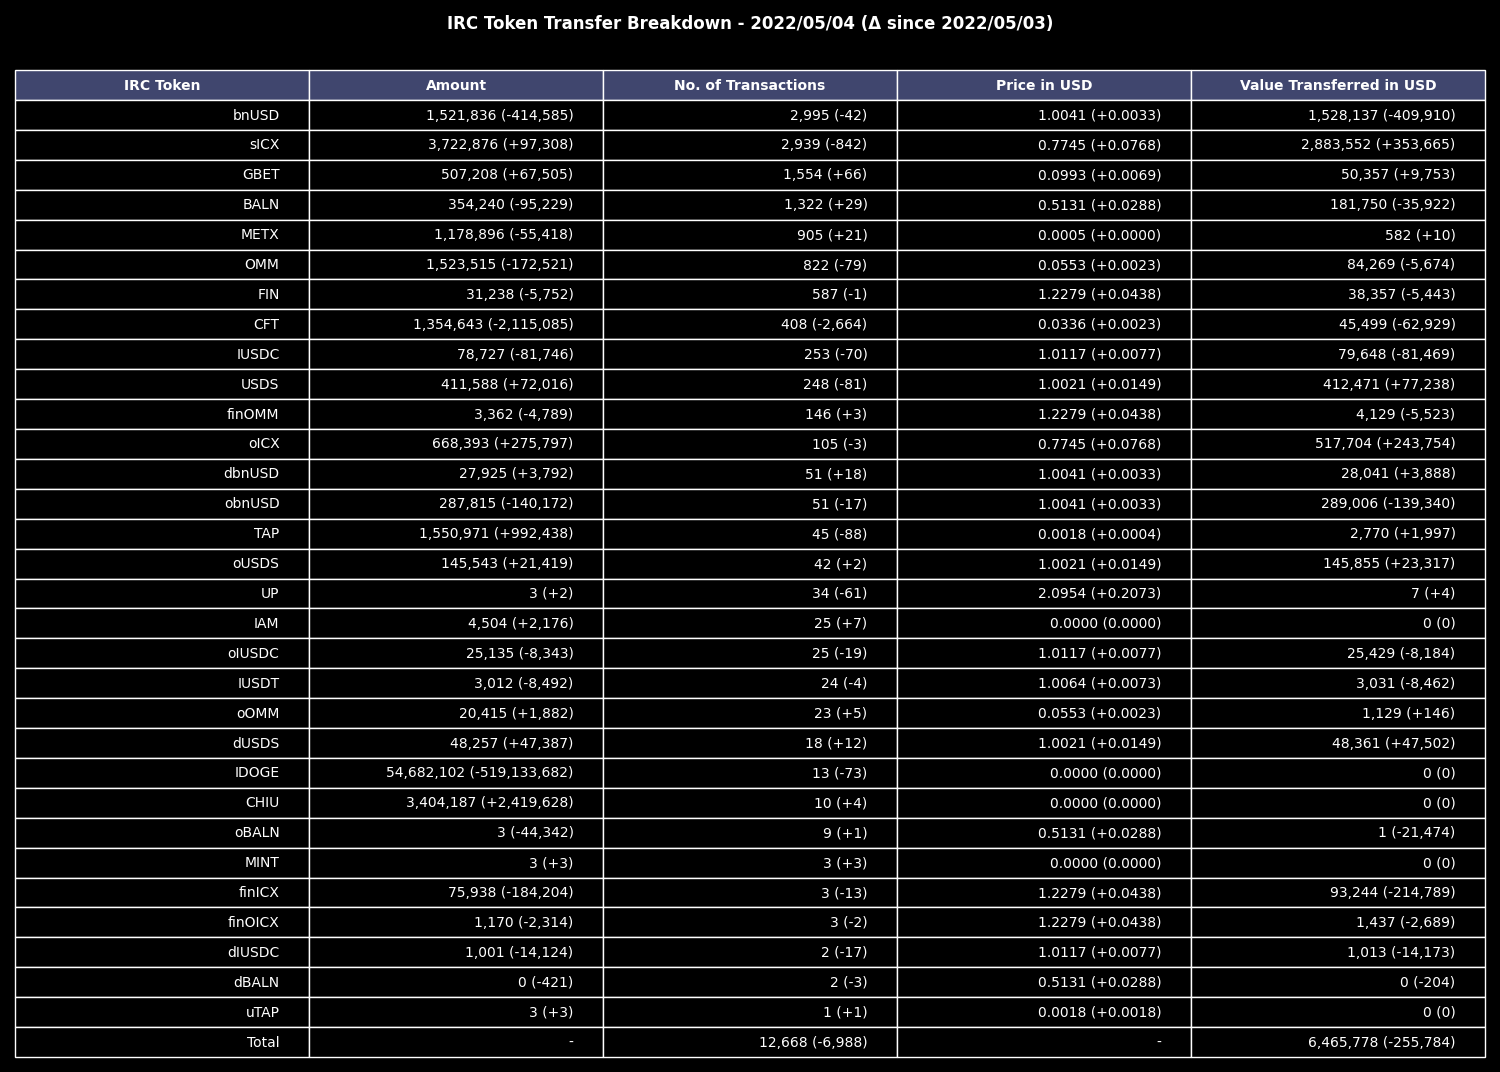 IRC Token Transfer Breakdown - 2022/05/04 (Δ since 2022/05/03)
IRC Token Amount No. of Transactions Price in USD Value Transferred in USD
bnUSD 1,521,836 (-414,585) 2,995 (-42) 1.0041 (+0.0033) 1,528,137 (-409,910)
sICX 3,722,876 (+97,308) 2,939 (-842) 0.7745 (+0.0768) 2,883,552 (+353,665)
GBET 507,208 (+67,505) 1,554 (+66) 0.0993 (+0.0069) 50,357 (+9,753)
BALN 354,240 (-95,229) 1,322 (+29) 0.5131 (+0.0288) 181,750 (-35,922)
METX 1,178,896 (-55,418) 905 (+21) 0.0005 (+0.0000) 582 (+10)
OMM 1,523,515 (-172,521) 822 (-79) 0.0553 (+0.0023) 84,269 (-5,674)
FIN 31,238 (-5,752) 587 (-1) 1.2279 (+0.0438) 38,357 (-5,443)
CFT 1,354,643 (-2,115,085) 408 (-2,664) 0.0336 (+0.0023) 45,499 (-62,929)
IUSDC 78,727 (-81,746) 253 (-70) 1.0117 (+0.0077) 79,648 (-81,469)
USDS 411,588 (+72,016) 248 (-81) 1.0021 (+0.0149) 412,471 (+77,238)
finOMM 3,362 (-4,789) 146 (+3) 1.2279 (+0.0438) 4,129 (-5,523)
oICX 668,393 (+275,797) 105 (-3) 0.7745 (+0.0768) 517,704 (+243,754)
dbnUSD 27,925 (+3,792) 51 (+18) 1.0041 (+0.0033) 28,041 (+3,888)
obnUSD 287,815 (-140,172) 51 (-17) 1.0041 (+0.0033) 289,006 (-139,340)
TAP 1,550,971 (+992,438) 45 (-88) 0.0018 (+0.0004) 2,770 (+1,997)
oUSDS 145,543 (+21,419) 42 (+2) 1.0021 (+0.0149) 145,855 (+23,317)
UP 3 (+2) 34 (-61) 2.0954 (+0.2073) 7 (+4)
IAM 4,504 (+2,176) 25 (+7) 0.0000 (0.0000) 0 (0)
oIUSDC 25,135 (-8,343) 25 (-19) 1.0117 (+0.0077) 25,429 (-8,184)
IUSDT 3,012 (-8,492) 24 (-4) 1.0064 (+0.0073) 3,031 (-8,462)
oOMM 20,415 (+1,882) 23 (+5) 0.0553 (+0.0023) 1,129 (+146)
dUSDS 48,257 (+47,387) 18 (+12) 1.0021 (+0.0149) 48,361 (+47,502)
IDOGE 54,682,102 (-519,133,682) 13 (-73) 0.0000 (0.0000) 0 (0)
CHIU 3,404,187 (+2,419,628) 10 (+4) 0.0000 (0.0000) 0 (0)
oBALN 3 (-44,342) 9 (+1) 0.5131 (+0.0288) 1 (-21,474)
MINT 3 (+3) 3 (+3) 0.0000 (0.0000) 0 (0)
finICX 75,938 (-184,204) 3 (-13) 1.2279 (+0.0438) 93,244 (-214,789)
finOICX 1,170 (-2,314) 3 (-2) 1.2279 (+0.0438) 1,437 (-2,689)
dIUSDC 1,001 (-14,124) 2 (-17) 1.0117 (+0.0077) 1,013 (-14,173)
dBALN 0 (-421) 2 (-3) 0.5131 (+0.0288) 0 (-204)
uTAP 3 (+3) 1 (+1) 0.0018 (+0.0018) 0 (0)
Total - 12,668 (-6,988) - 6,465,778 (-255,784)